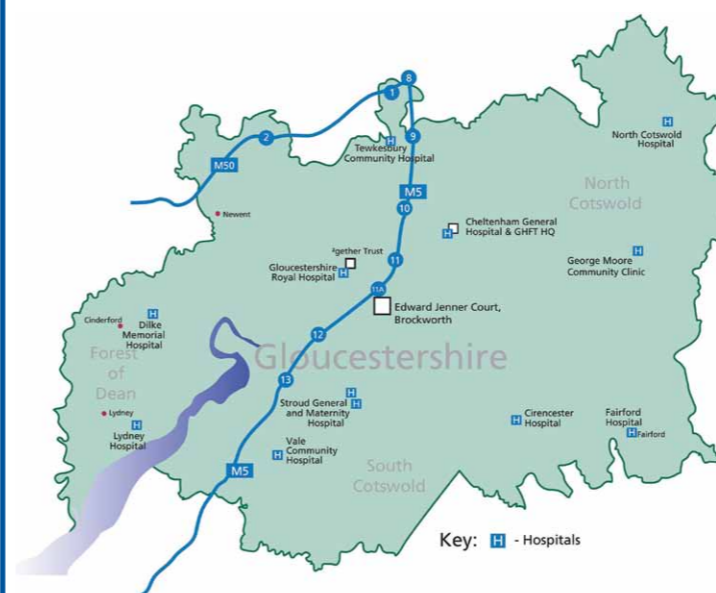 8
1
2
9
North Cotswold
Hospital
Tewkesbury
Community Hospital
M50
M5
North
Cotswold
10
Newent
Cheltenham General
Hospital & GHFT HQ
²gether Trust
11
George Moore
Community Clinic
Gloucestershire
Royal Hospital
11A
Edward Jenner Court,
Brockworth
Cinderford
Dilke
Memorial
Hospital
12
Forest
of
Dean
Gloucestershire
13
Stroud General
and Maternity
Hospital
Lydney
Lydney
Hospital
Cirencester
Hospital
Fairford
Hospital
Fairford
Vale
Community
Hospital
M5
South
Cotswold
Key: H - Hospitals